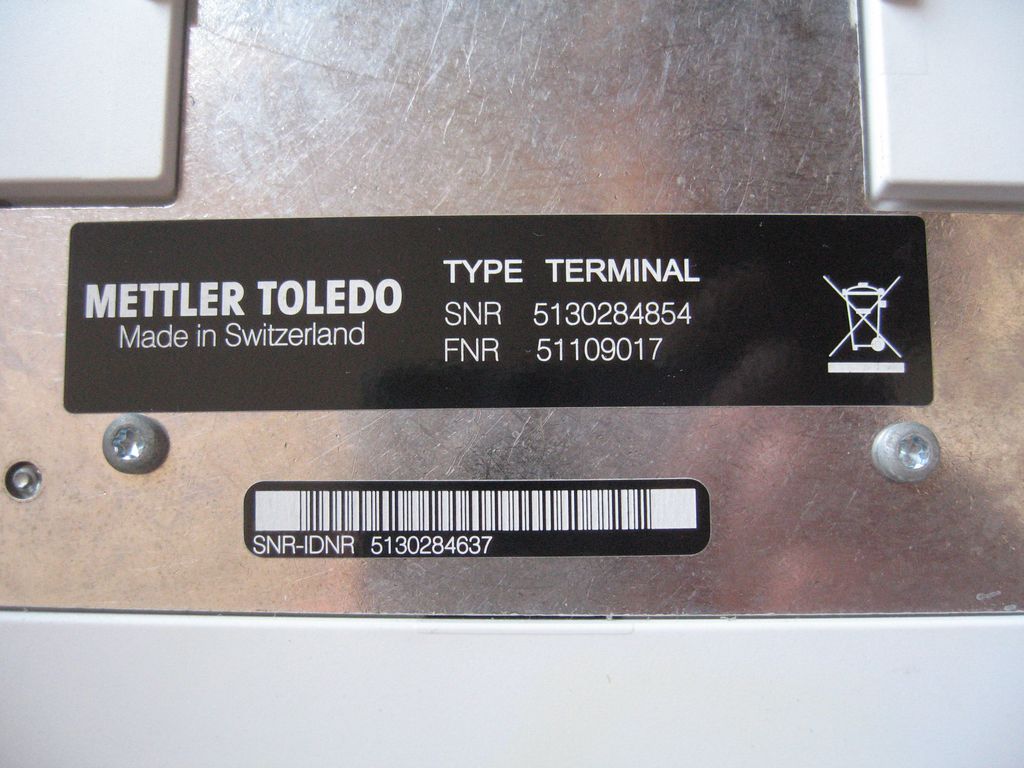 METTLER TOLEDO
Made in Switzerland
TYPE TERMINAL
SNR 5130284854
FNR 51109017
SNR-IDNR 5130284637